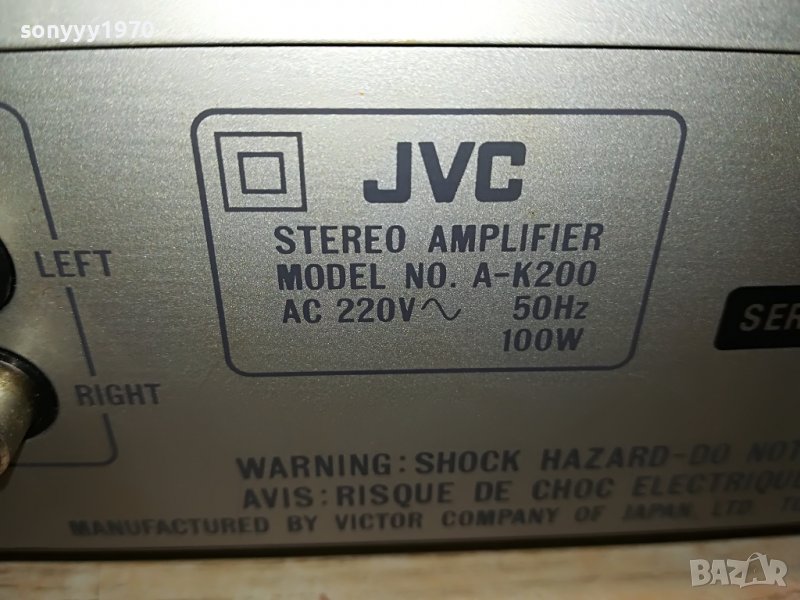 sonyyy1970
JVC
STEREO AMPLIFIER
MODEL NO. A-K200
AC 220V~ 50Hz
100W
LEFT
RIGHT
SER
WARNING: SHOCK HAZARD-DO NOT
AVIS: RISQUE DE CHOC ELECTRIQUE
MANUFACTURED BY VICTOR COMPANY OF JAPAN, LTD.
BAZAR